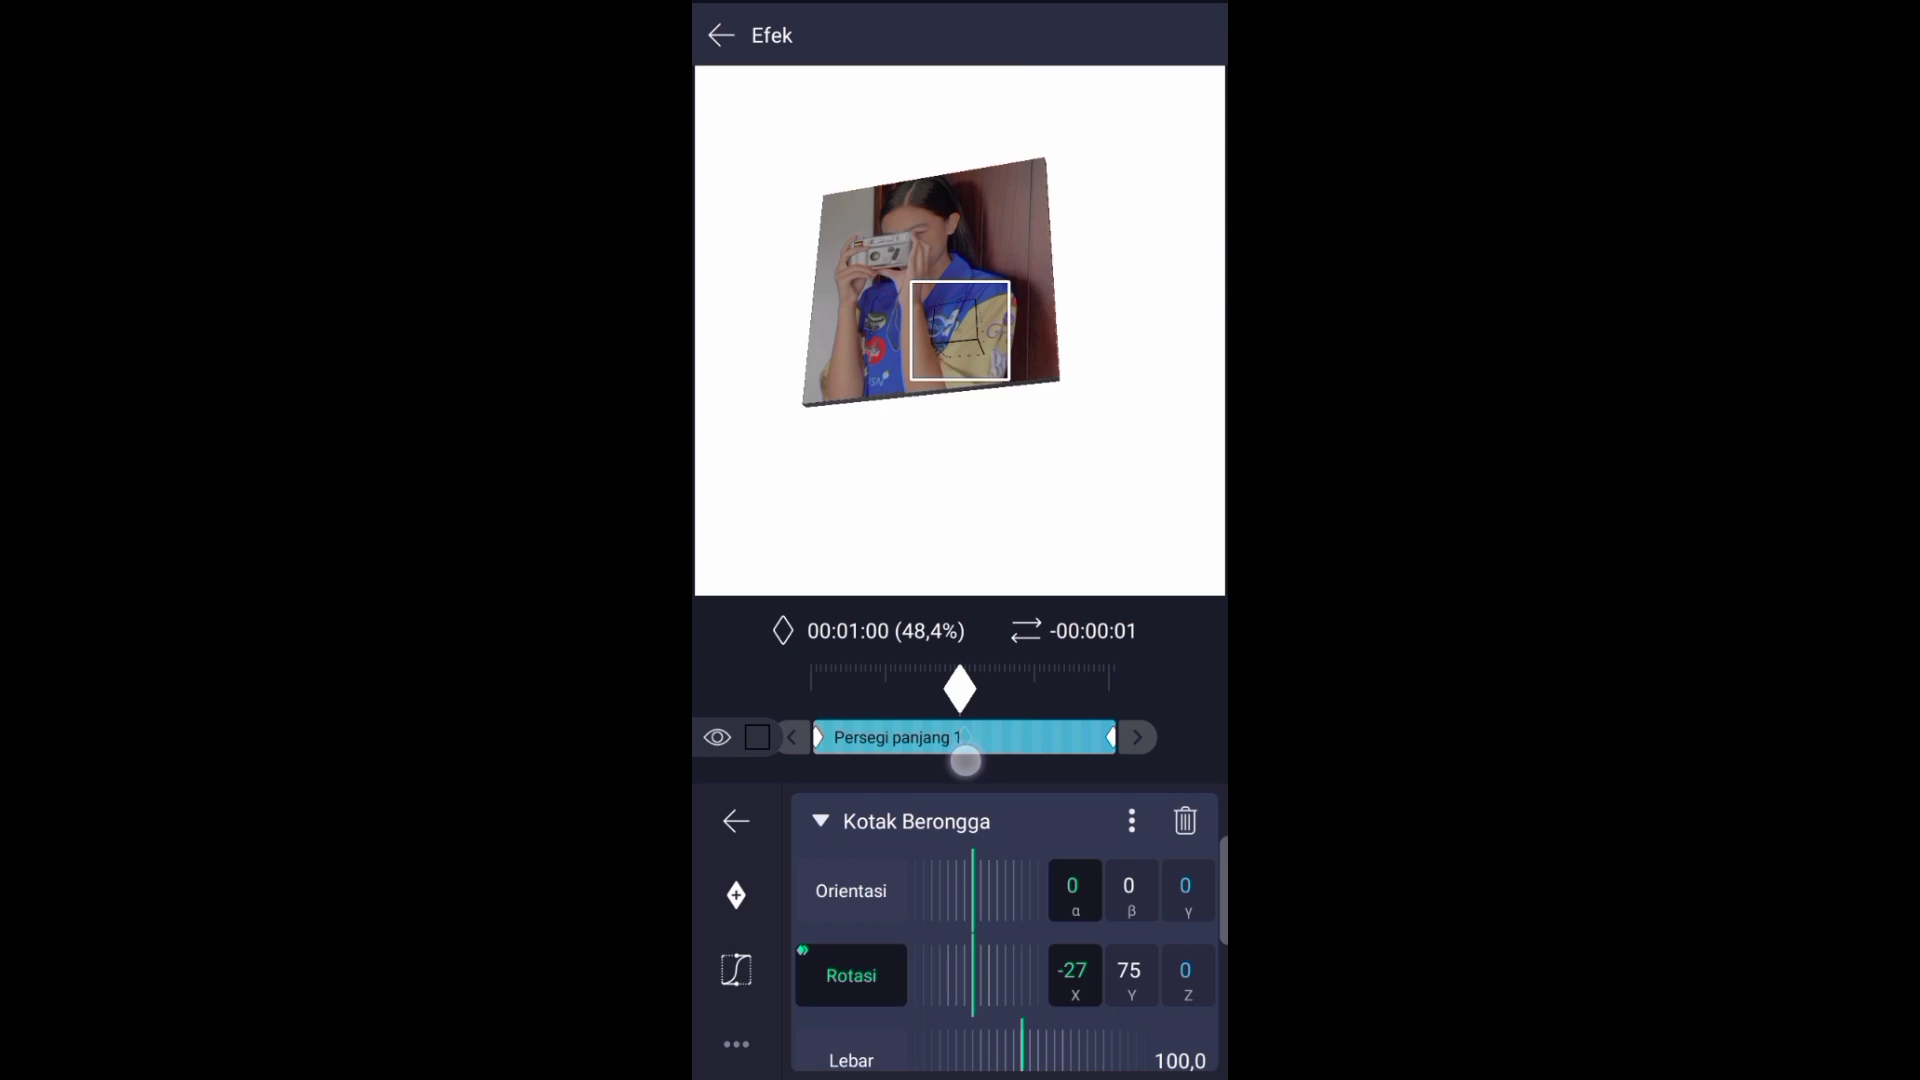 Efek
00:01:00 (48,4%) -00:00:01
Persegi panjang 1
Kotak Berongga
Orientasi 0 0 0
α β γ
Rotasi -27 75 0
X Y Z
Lebar 100,0